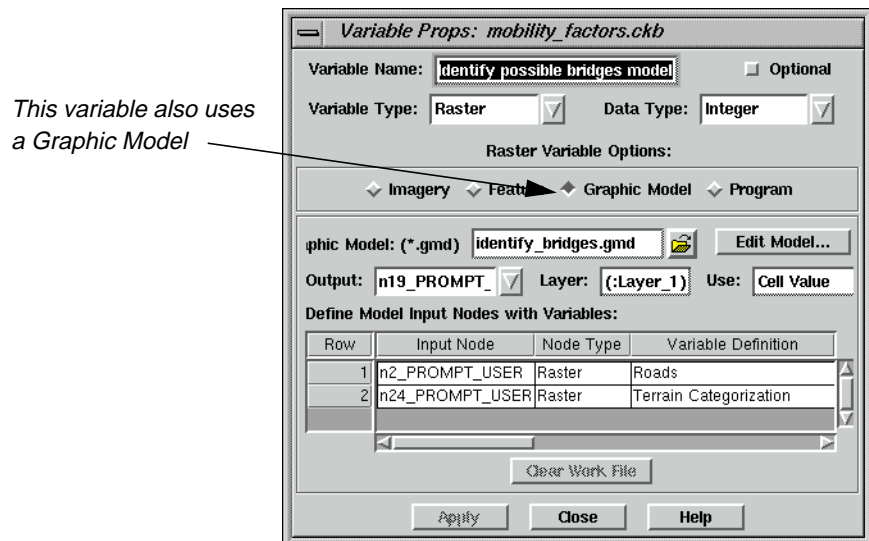 Variable Props: mobility_factors.ckb
Variable Name: dentify possible bridges model Optional
This variable also uses
a Graphic Model
Variable Type: Raster Data Type: Integer
Raster Variable Options:
Imagery Featu Graphic Model Program
phic Model: (*.gmd) identify_bridges.gmd Edit Model...
Output: n19_PROMPT_ Layer: (:Layer_1) Use: Cell Value
Define Model Input Nodes with Variables:
Row Input Node Node Type Variable Definition
1 n2_PROMPT_USER Raster Roads
2 n24_PROMPT_USER Raster Terrain Categorization
Clear Work File
Apply Close Help